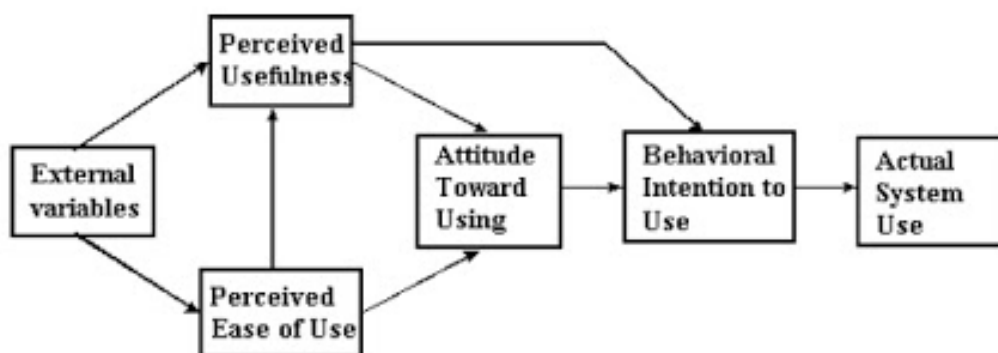 Perceived
Usefulness
External
variables
Attitude
Toward
Using
Behavioral
Intention to
Use
Actual
System
Use
Perceived
Ease of Use